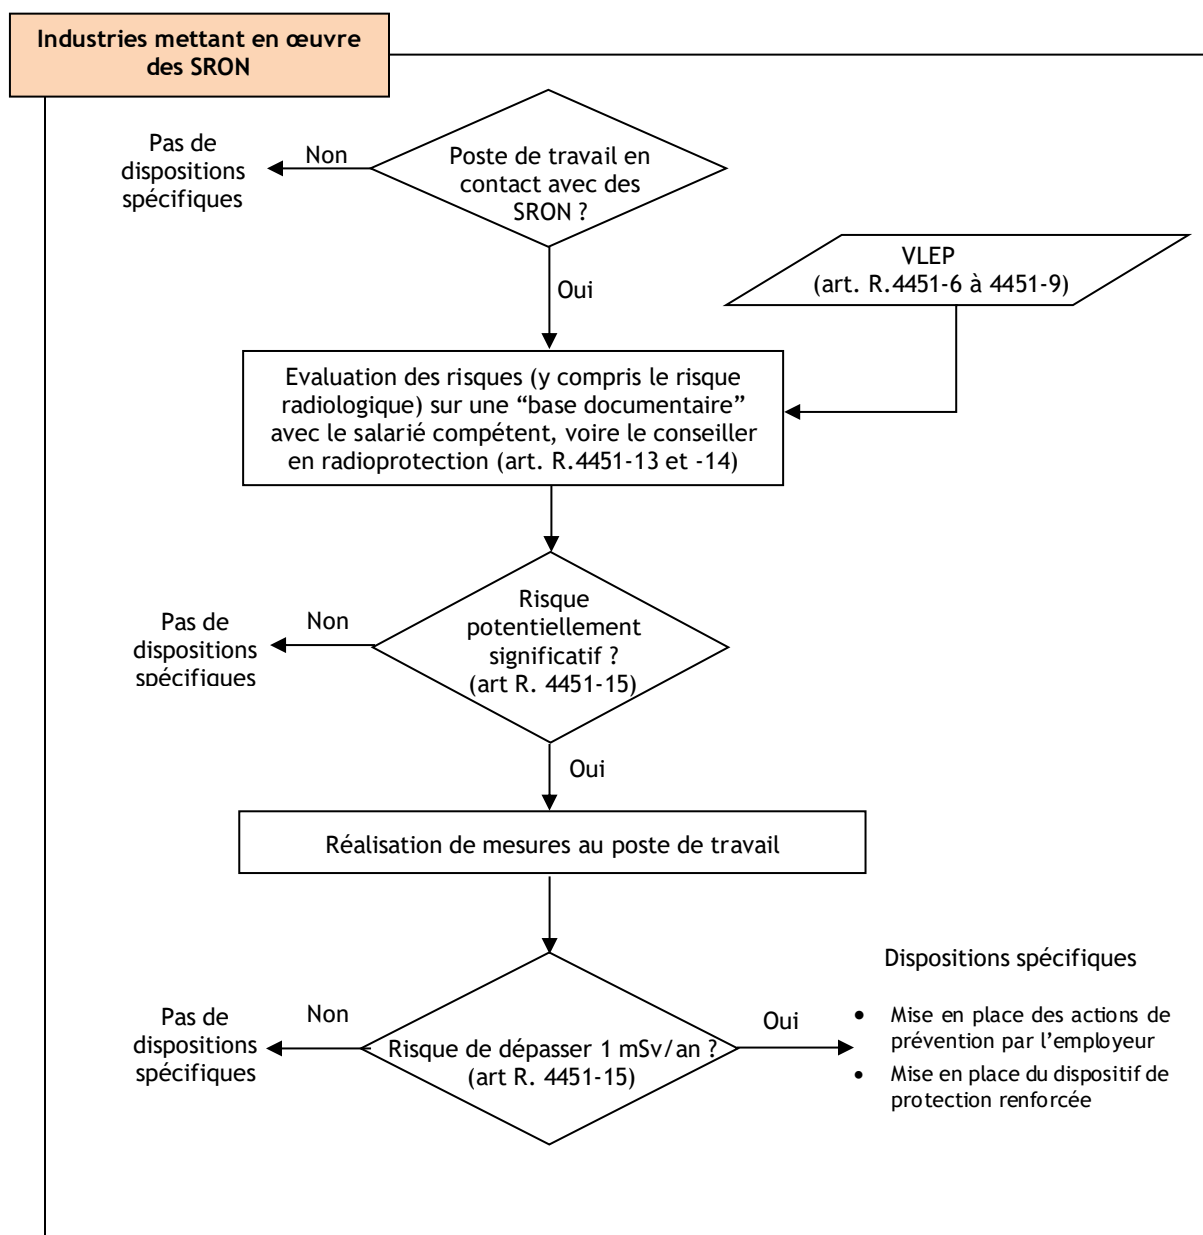 Industries mettant en œuvre
des SRON
Pas de
dispositions
spécifiques
Non
Poste de travail en
contact avec des
SRON ?
VLEP
(art. R.4451-6 à 4451-9)
Oui
Evaluation des risques (y compris le risque
radiologique) sur une “base documentaire”
avec le salarié compétent, voire le conseiller
en radioprotection (art. R.4451-13 et -14)
Pas de
dispositions
spécifiques
Non
Risque
potentiellement
significatif ?
(art R. 4451-15)
Oui
Réalisation de mesures au poste de travail
Pas de
dispositions
spécifiques
Non
Risque de dépasser 1 mSv/an ?
(art R. 4451-15)
Oui
Dispositions spécifiques
• Mise en place des actions de
prévention par l’employeur
• Mise en place du dispositif de
protection renforcée